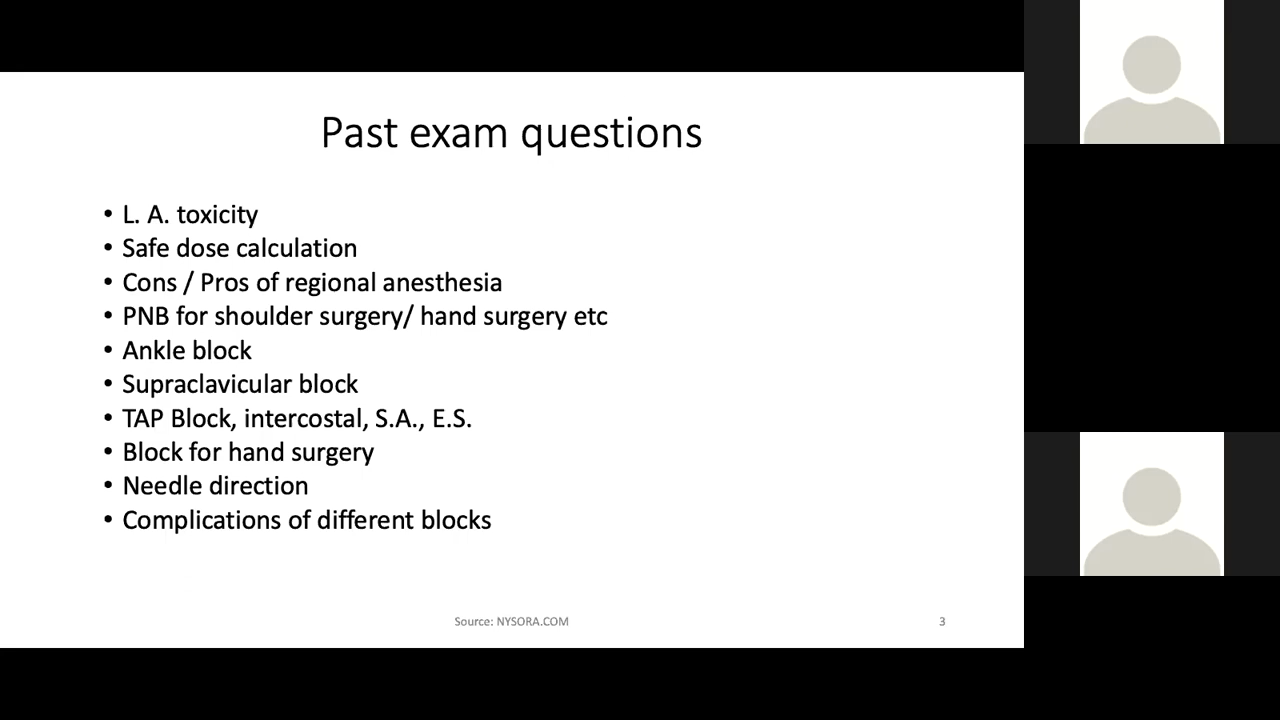 Past exam questions
• L. A. toxicity
• Safe dose calculation
• Cons / Pros of regional anesthesia
• PNB for shoulder surgery/ hand surgery etc
• Ankle block
• Supraclavicular block
• TAP Block, intercostal, S.A., E.S.
• Block for hand surgery
• Needle direction
• Complications of different blocks
Source: NYSORA.COM
3